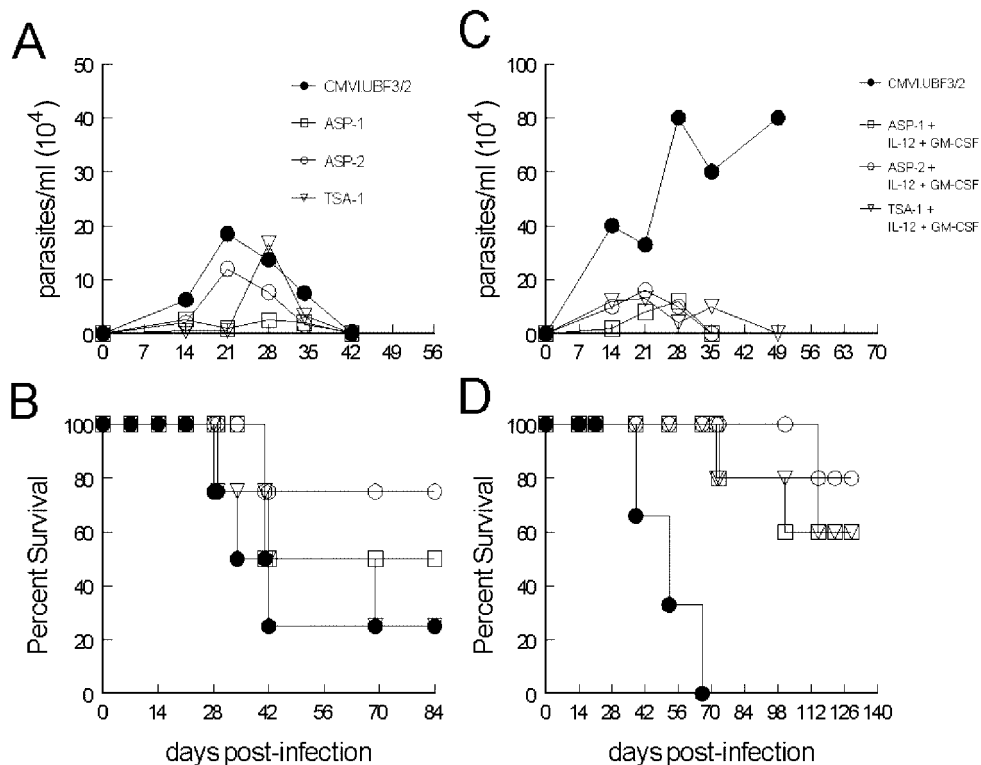 A
50
40
30
20
10
0
parasites/ml (10⁴)
CMVI.UBF3/2
ASP-1
ASP-2
TSA-1
0 7 14 21 28 35 42 49 56
C
100
80
60
40
20
0
parasites/ml (10⁴)
CMVI.UBF3/2
ASP-1 +
IL-12 + GM-CSF
ASP-2 +
IL-12 + GM-CSF
TSA-1 +
IL-12 + GM-CSF
0 7 14 21 28 35 42 49 56 63 70
B
100
80
60
40
20
0
Percent Survival
0 14 28 42 56 70 84
days post-infection
D
100
80
60
40
20
0
Percent Survival
0 14 28 42 56 70 84 98 112 126 140
days post-infection